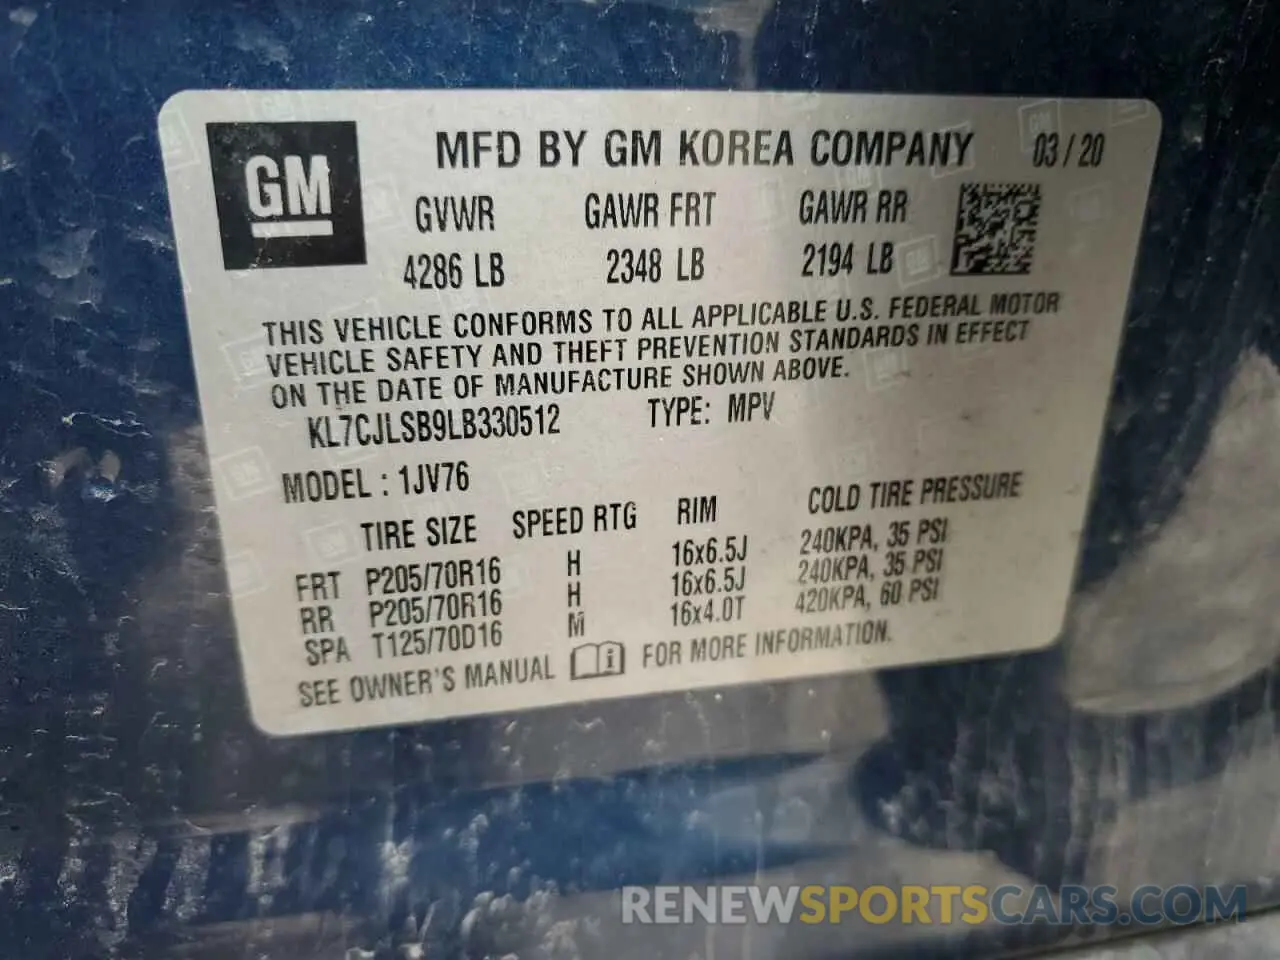 GM
MFD BY GM KOREA COMPANY 03/20
GVWR GAWR FRT GAWR RR
4286 LB 2348 LB 2194 LB
THIS VEHICLE CONFORMS TO ALL APPLICABLE U.S. FEDERAL MOTOR
VEHICLE SAFETY AND THEFT PREVENTION STANDARDS IN EFFECT
ON THE DATE OF MANUFACTURE SHOWN ABOVE.
KL7CJLSB9LB330512 TYPE: MPV
MODEL : 1JV76
TIRE SIZE SPEED RTG RIM COLD TIRE PRESSURE
FRT P205/70R16 H 16x6.5J 240KPA, 35 PSI
RR P205/70R16 H 16x6.5J 240KPA, 35 PSI
SPA T125/70D16 M 16x4.0T 420KPA, 60 PSI
SEE OWNER'S MANUAL i FOR MORE INFORMATION.
RENEWSPORTSCARS.COM